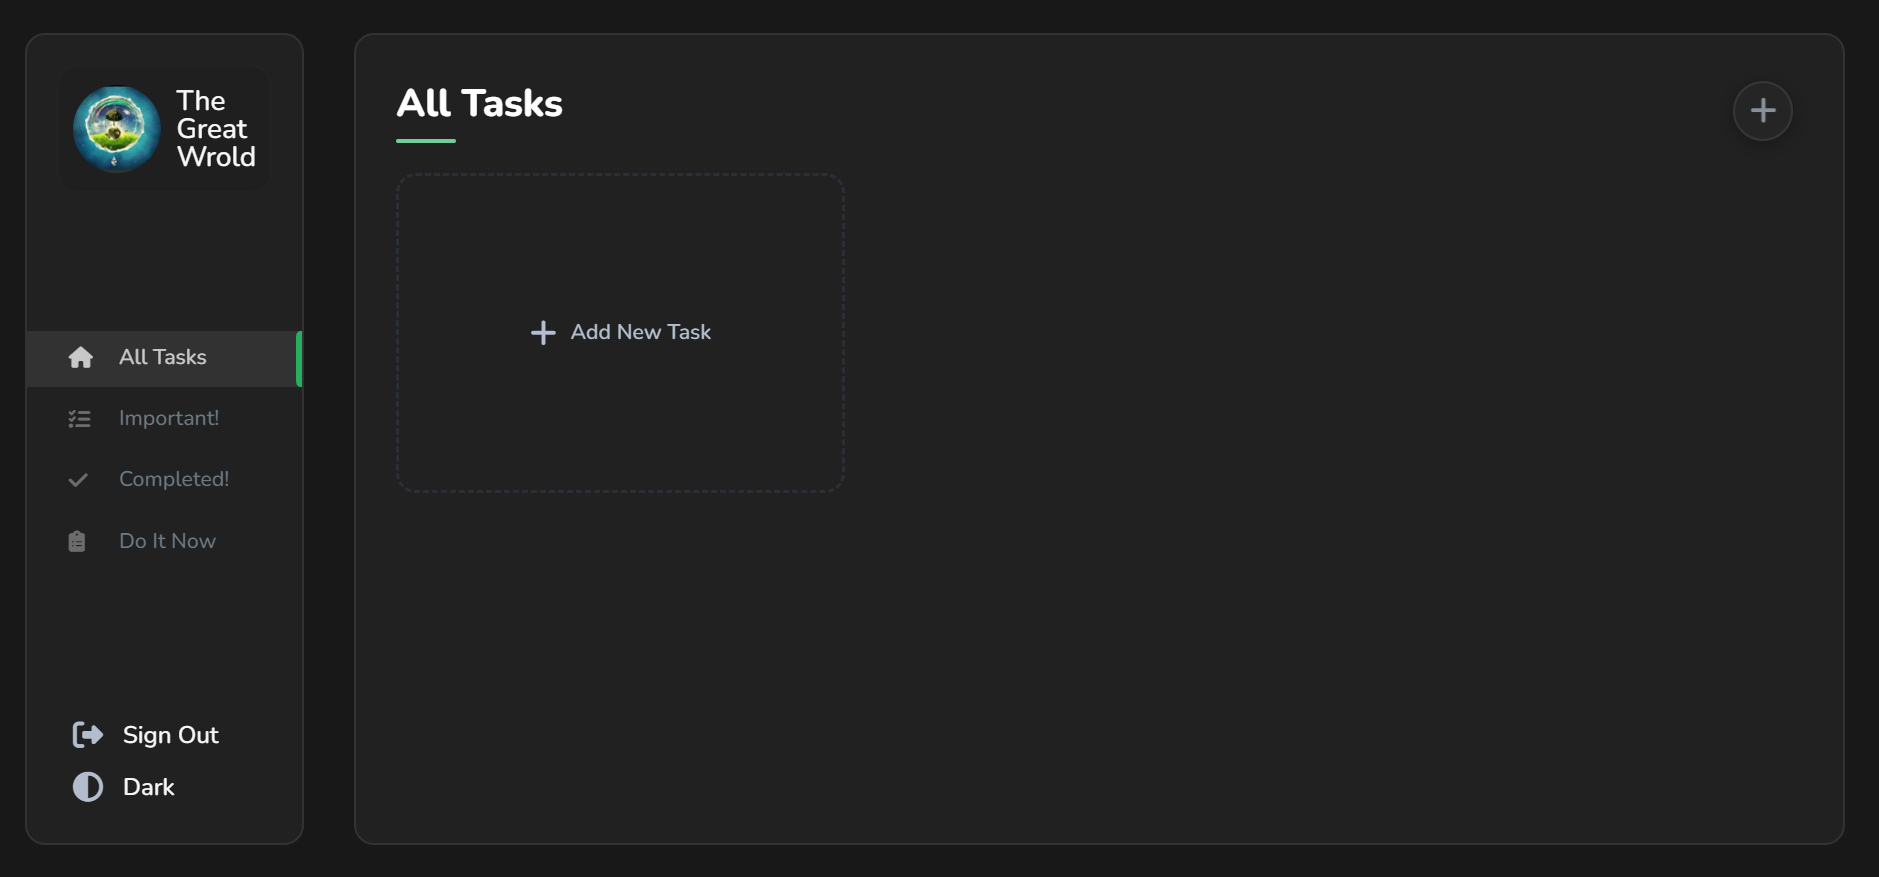 The
Great
Wrold
All Tasks
Important!
Completed!
Do It Now
Sign Out
Dark
All Tasks
Add New Task